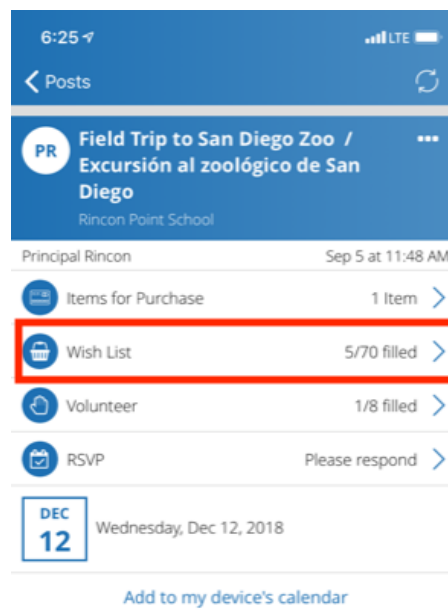 6:25
LTE
Posts
PR
Field Trip to San Diego Zoo /
Excursión al zoológico de San
Diego
Rincon Point School
Principal Rincon Sep 5 at 11:48 AM
Items for Purchase 1 Item
Wish List 5/70 filled
Volunteer 1/8 filled
RSVP Please respond
DEC
12
Wednesday, Dec 12, 2018
Add to my device's calendar